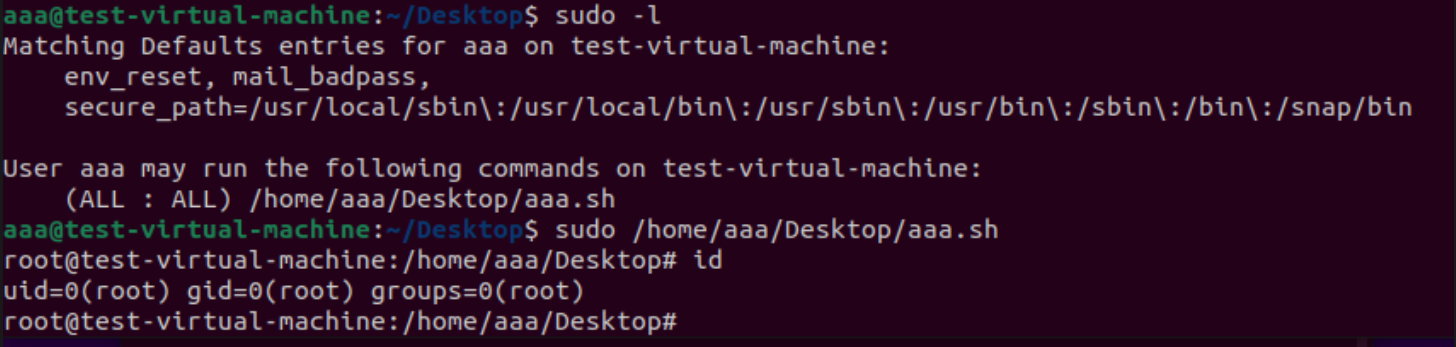 aaa@test-virtual-machine:~/Desktop$ sudo -l
Matching Defaults entries for aaa on test-virtual-machine:
    env_reset, mail_badpass,
    secure_path=/usr/local/sbin\:/usr/local/bin\:/usr/sbin\:/usr/bin\:/sbin\:/bin\:/snap/bin

User aaa may run the following commands on test-virtual-machine:
    (ALL : ALL) /home/aaa/Desktop/aaa.sh
aaa@test-virtual-machine:~/Desktop$ sudo /home/aaa/Desktop/aaa.sh
root@test-virtual-machine:/home/aaa/Desktop# id
uid=0(root) gid=0(root) groups=0(root)
root@test-virtual-machine:/home/aaa/Desktop#